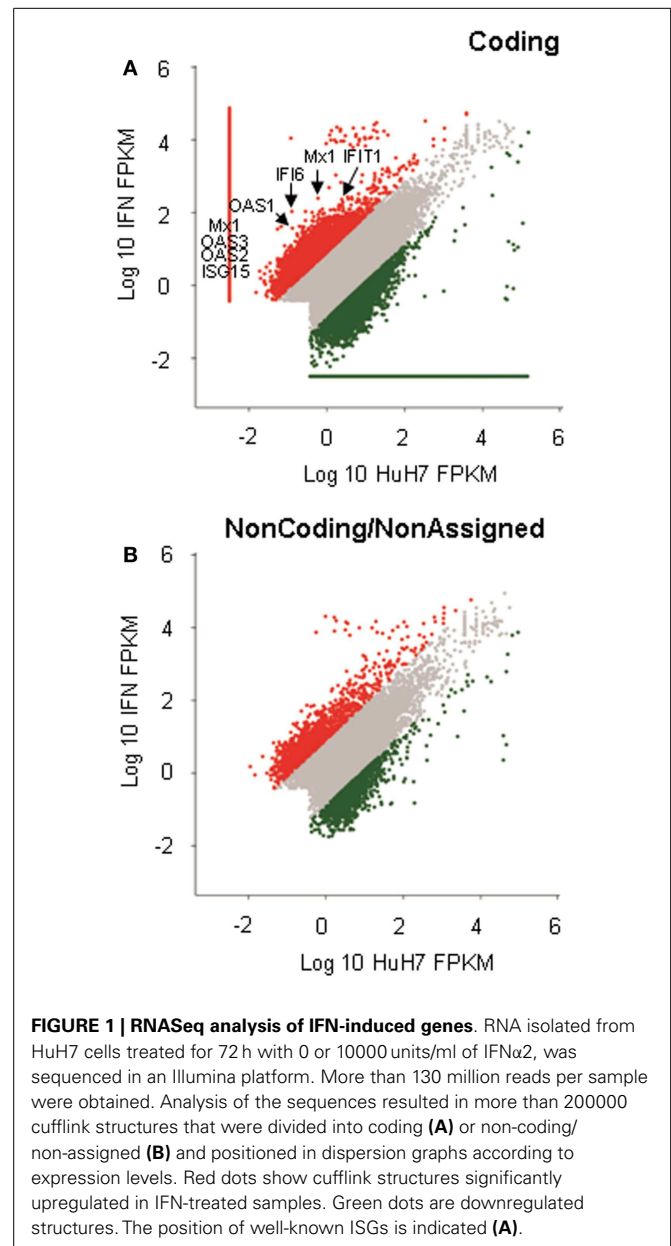 Coding
A
6
4
2
0
-2
Log 10 IFN FPKM
Mx1
IFIT1
IFI6
OAS1
Mx1
OAS3
OAS2
ISG15
-2 0 2 4 6
Log 10 HuH7 FPKM
NonCoding/NonAssigned
B
6
4
2
0
-2
Log 10 IFN FPKM
-2 0 2 4 6
Log 10 HuH7 FPKM
FIGURE 1 | RNASeq analysis of IFN-induced genes. RNA isolated from
HuH7 cells treated for 72 h with 0 or 10000 units/ml of IFNα2, was
sequenced in an Illumina platform. More than 130 million reads per sample
were obtained. Analysis of the sequences resulted in more than 200000
cufflink structures that were divided into coding (A) or non-coding/
non-assigned (B) and positioned in dispersion graphs according to
expression levels. Red dots show cufflink structures significantly
upregulated in IFN-treated samples. Green dots are downregulated
structures. The position of well-known ISGs is indicated (A).